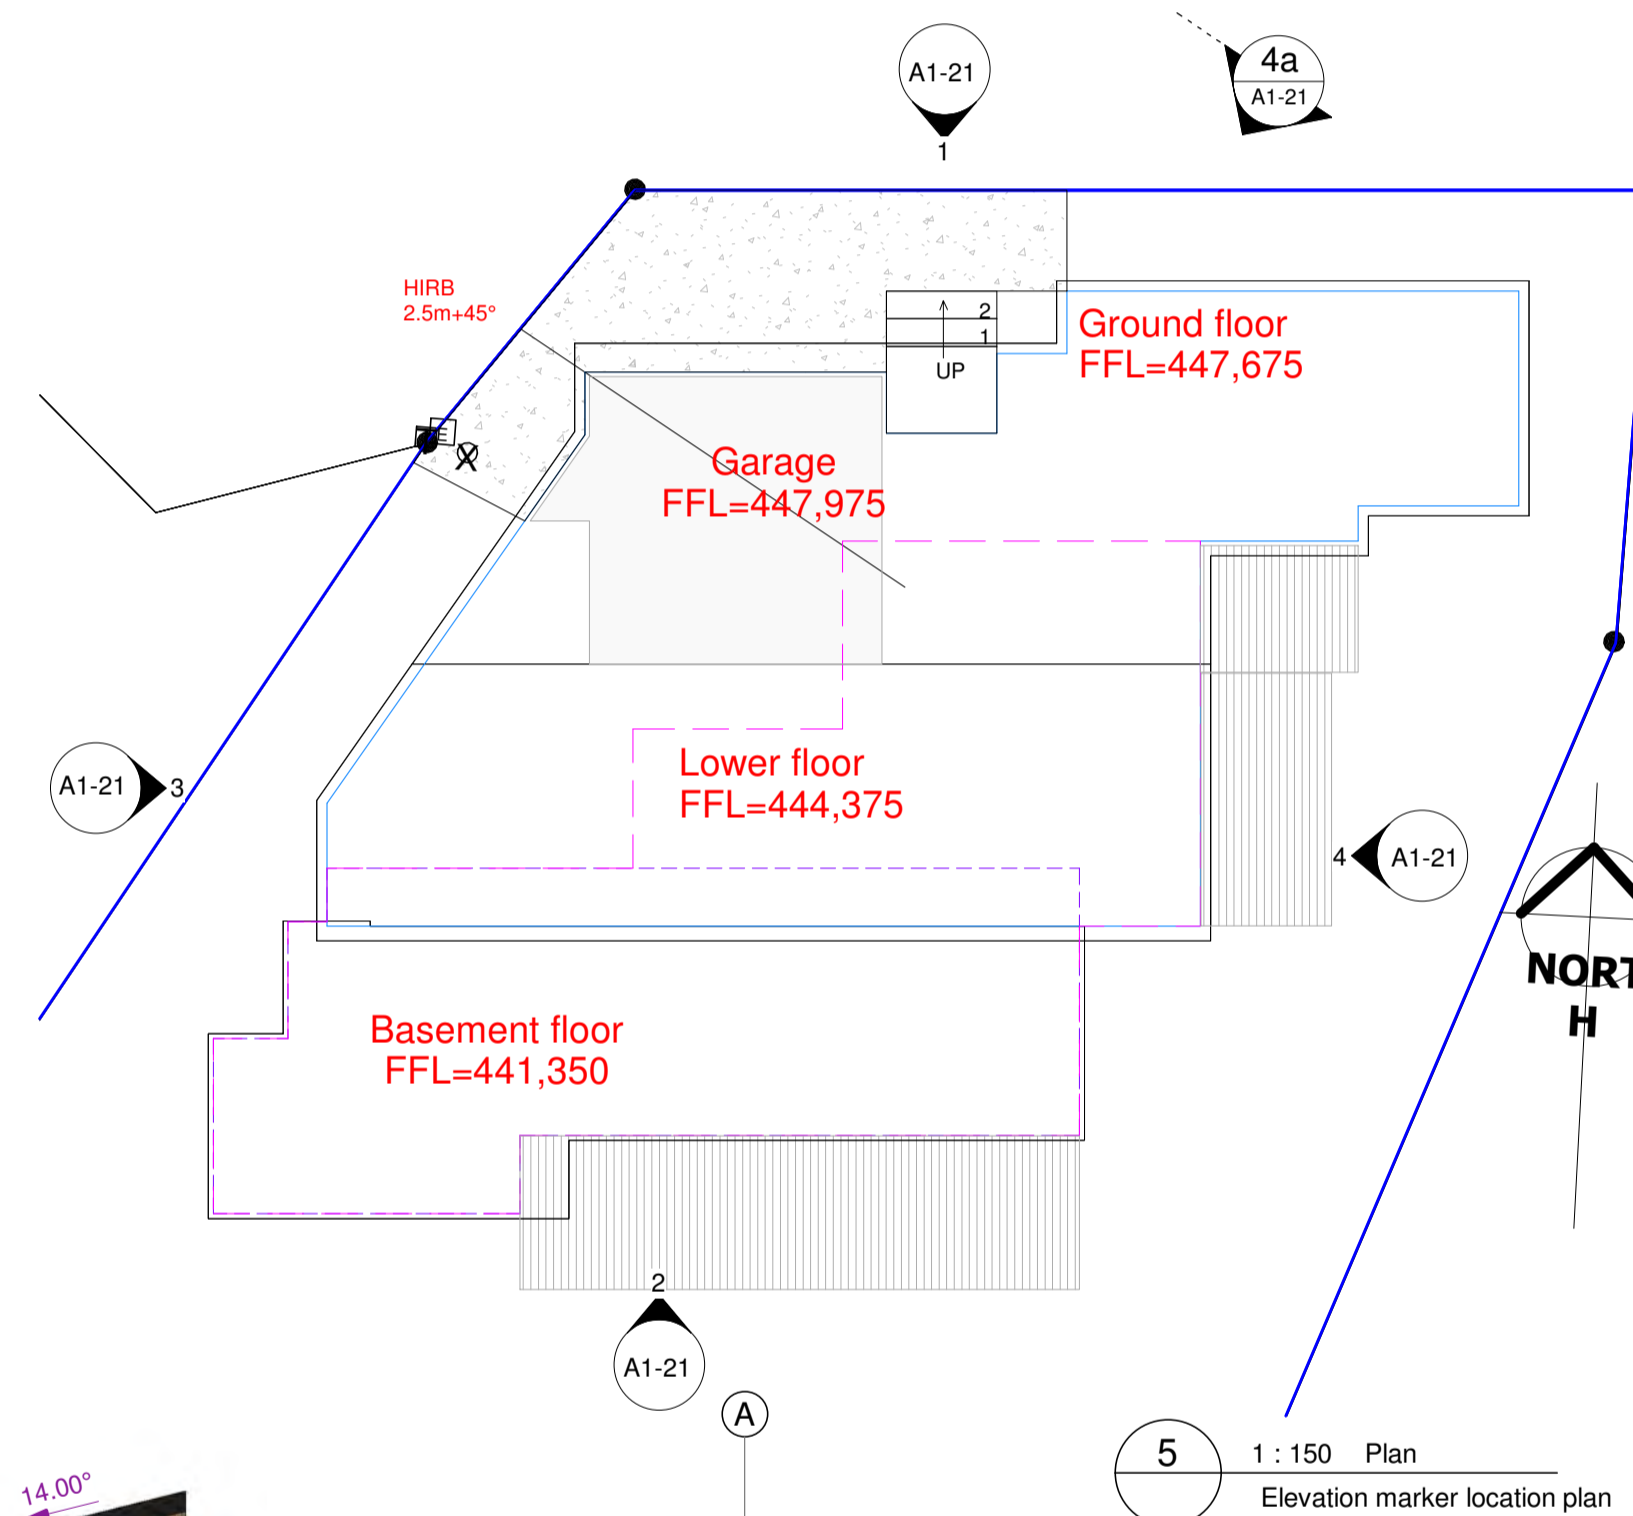 A1-21
1
4a
A1-21
HIRB
2.5m+45°
2
1
UP
Ground floor
FFL=447,675
Garage
FFL=447,975
X
Lower floor
FFL=444,375
A1-21
3
4
A1-21
NORT
H
Basement floor
FFL=441,350
2
A1-21
A
5
1 : 150 Plan
Elevation marker location plan
14.00°